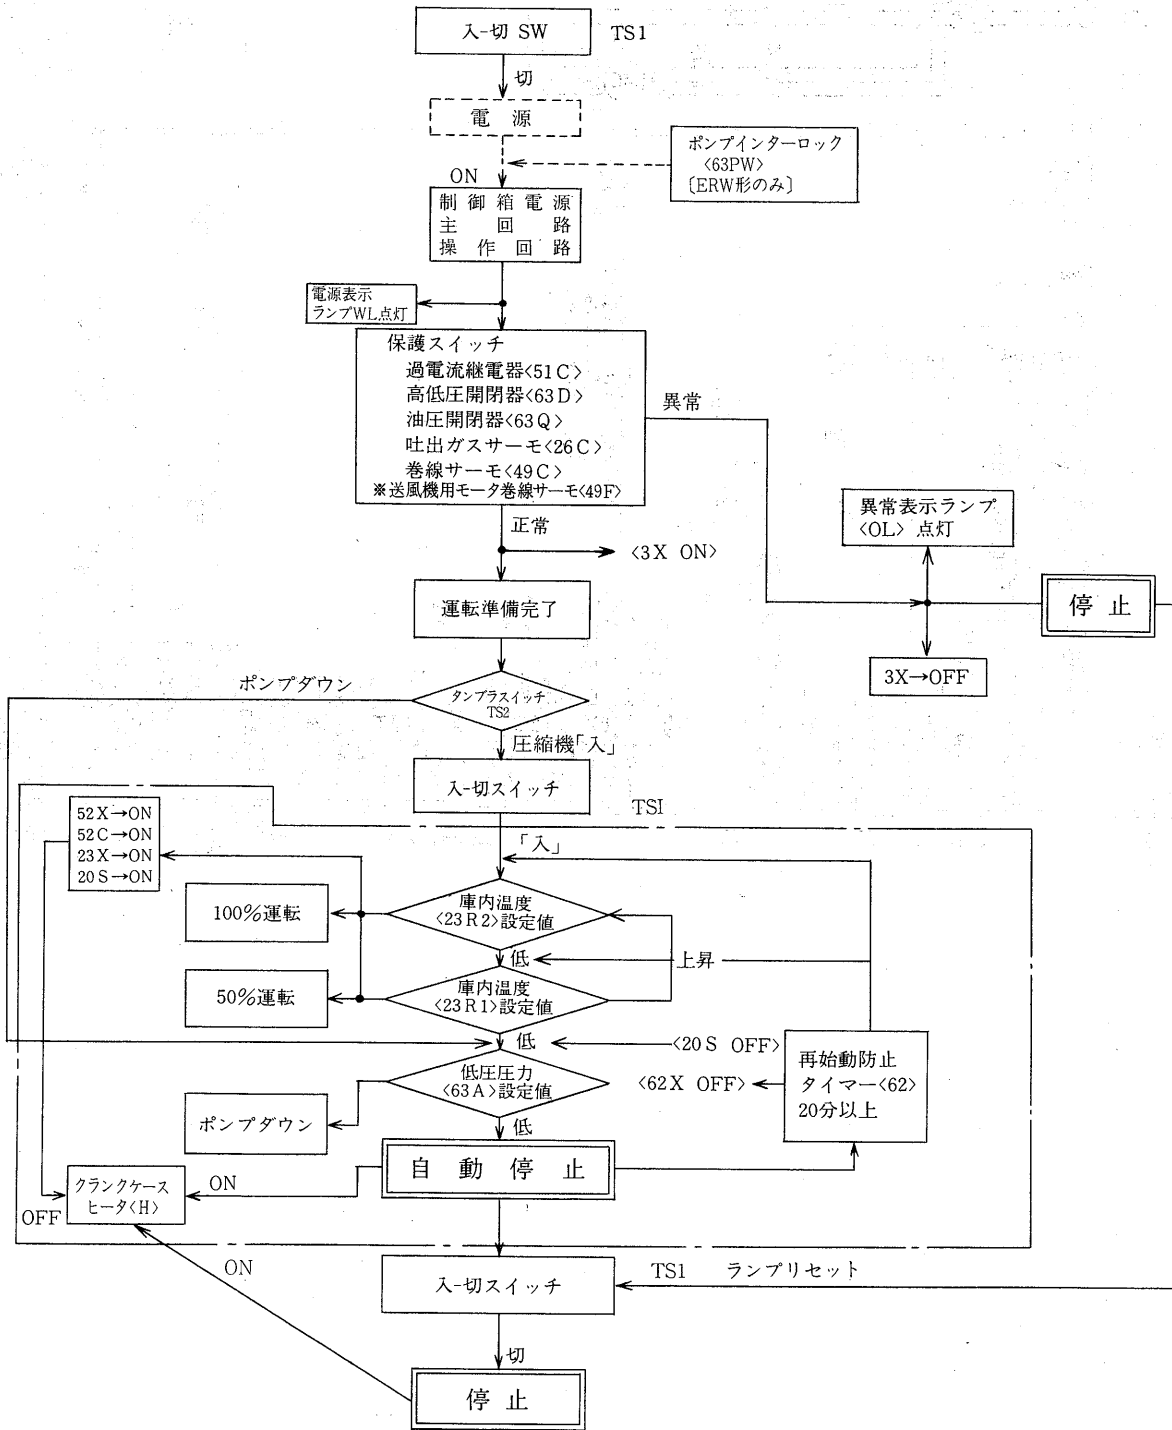 入-切 SW
TS1
切
電 源
ポンプインターロック
<63PW>
〔ERW形のみ〕
ON
制 御 箱 電 源
主 回 路
操 作 回 路
電源表示
ランプWL点灯
保護スイッチ
過電流継電器<51C>
高低圧開閉器<63D>
油圧開閉器<63Q>
吐出ガスサーモ<26C>
巻線サーモ<49C>
※送風機用モータ巻線サーモ<49F>
異常
正常
<3X ON>
異常表示ランプ
<OL> 点灯
停 止
3X→OFF
運転準備完了
ポンプダウン
タンブラスイッチ
TS2
圧縮機「入」
入-切スイッチ
TSI
52X→ON
52C→ON
23X→ON
20S→ON
「入」
100%運転
庫内温度
<23R2>設定値
低
上昇
50%運転
庫内温度
<23R1>設定値
低
<20S OFF>
再始動防止
タイマー<62>
20分以上
<62X OFF>
低圧圧力
<63A>設定値
ポンプダウン
低
自 動 停 止
クランクケース
ヒータ<H>
ON
OFF
ON
入-切スイッチ
TS1 ランプリセット
切
停 止